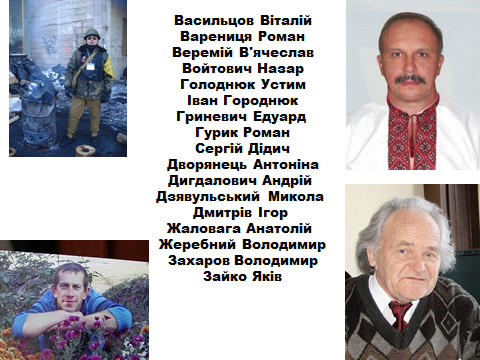 Васильцов Віталій
Варениця Роман
Веремій В'ячеслав
Войтович Назар
Голоднюк Устим
Іван Городнюк
Гриневич Едуард
Гурик Роман
Сергій Дідич
Дворянець Антоніна
Дигдалович Андрій
Дзявульський Микола
Дмитрів Ігор
Жаловага Анатолій
Жеребний Володимир
Захаров Володимир
Зайко Яків